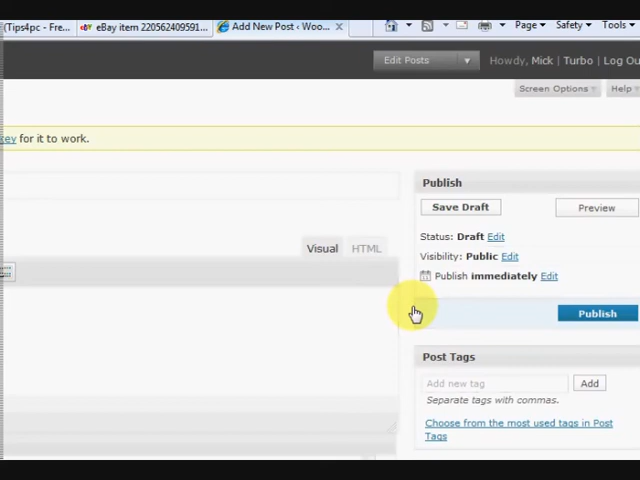 (Tips4pc - Fre...
eBay item 220562409591...
Add New Post ‹ Woo...
Page
Safety
Tools
Edit Posts
Howdy, Mick | Turbo | Log Ou
Screen Options
Help
key for it to work.
Publish
Save Draft
Preview
Visual
HTML
Status: Draft Edit
Visibility: Public Edit
Publish immediately Edit
Publish
Post Tags
Add new tag
Add
Separate tags with commas.
Choose from the most used tags in Post
Tags